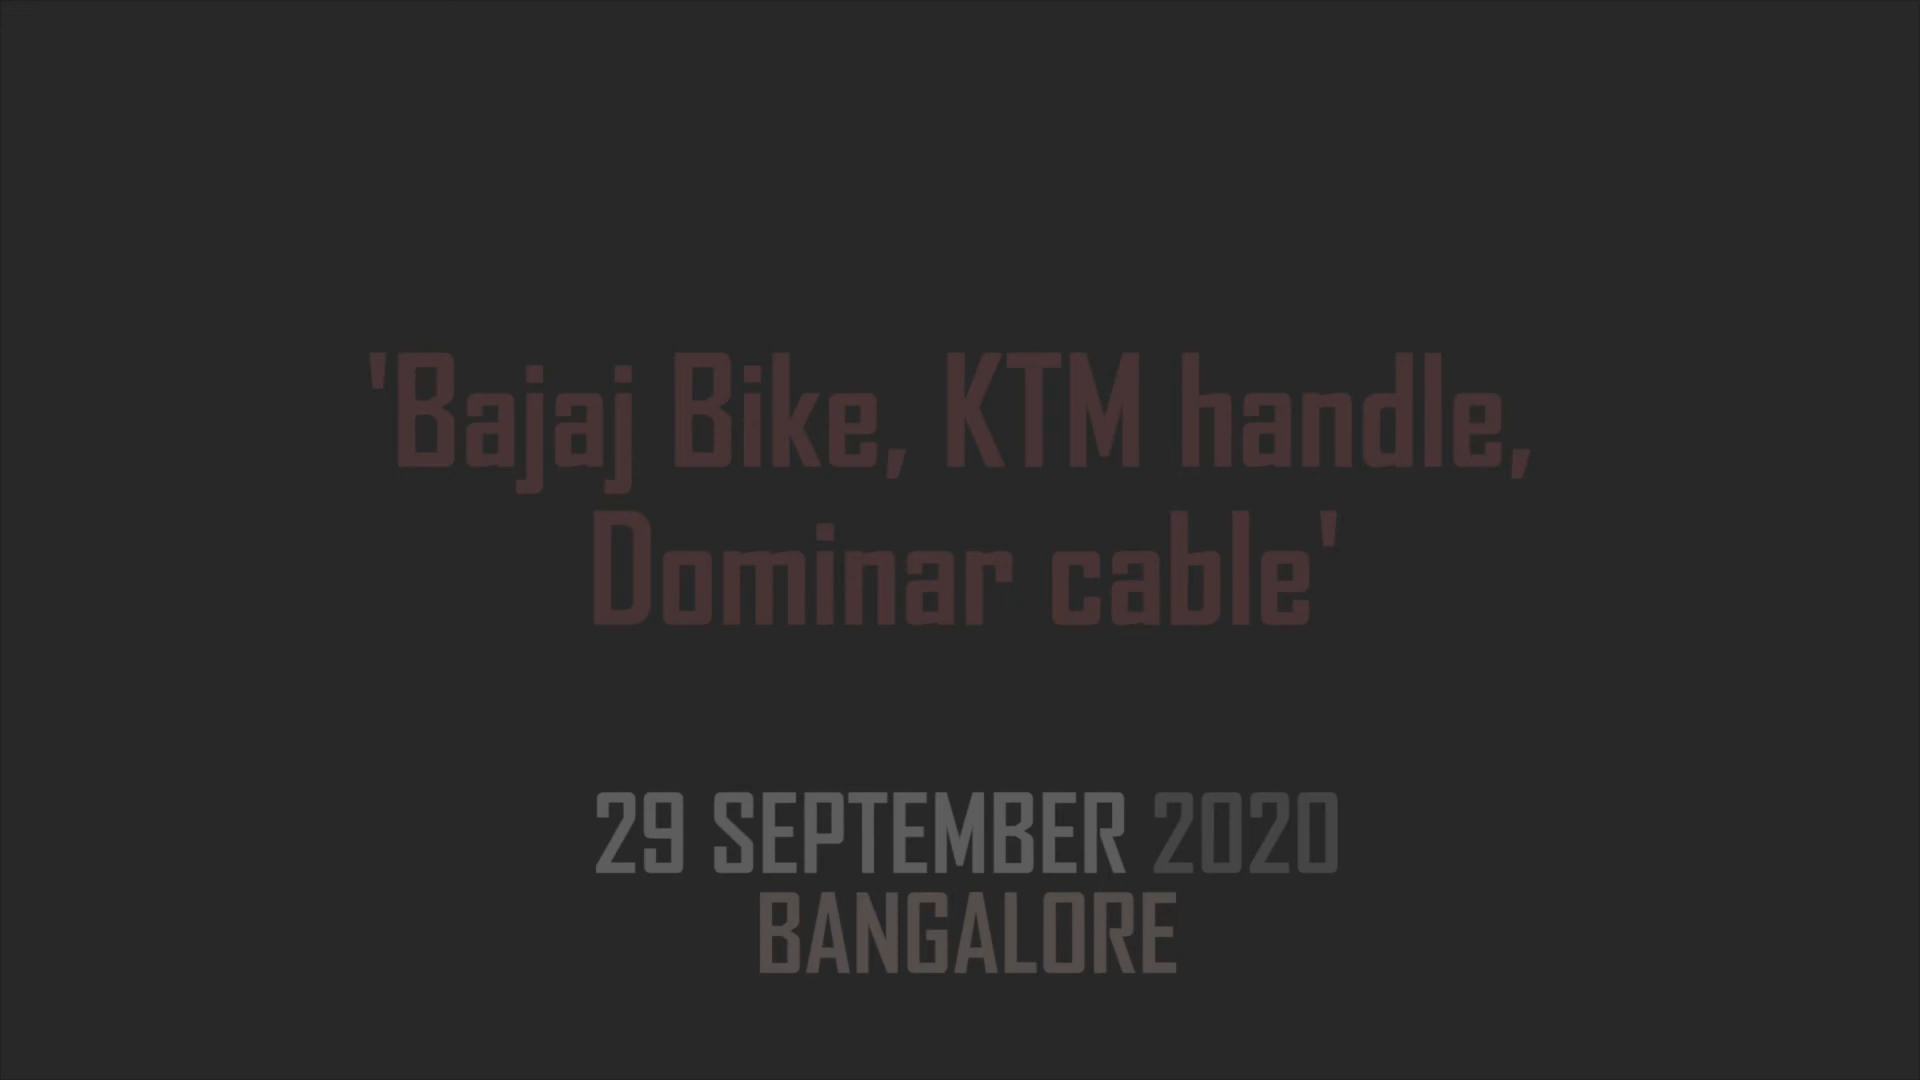 'Bajaj Bike, KTM handle,
Dominar cable'
29 SEPTEMBER 2020
BANGALORE